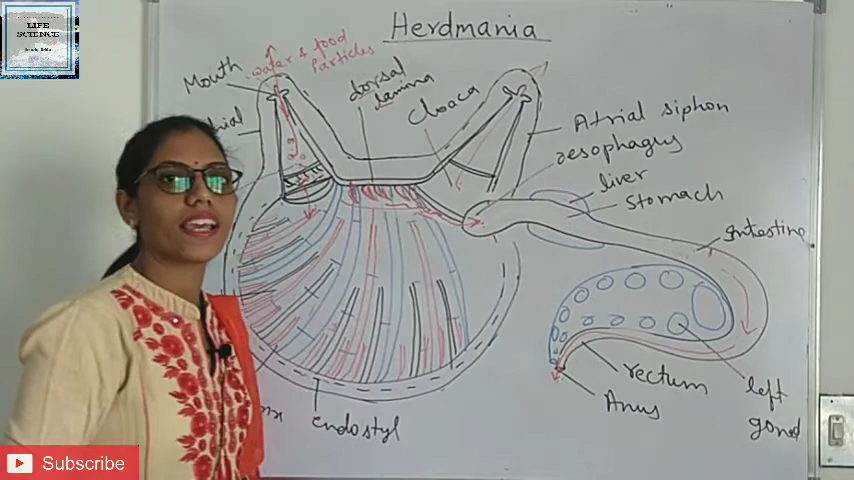 LIFE
SCIENCE
Herdmania
water & food
particles
Mouth
dorsal
lamina
cloaca
Atrial siphon
oesophagus
liver
stomach
Intestine
rectum
Anus
left
gonad
endostyl
Subscribe